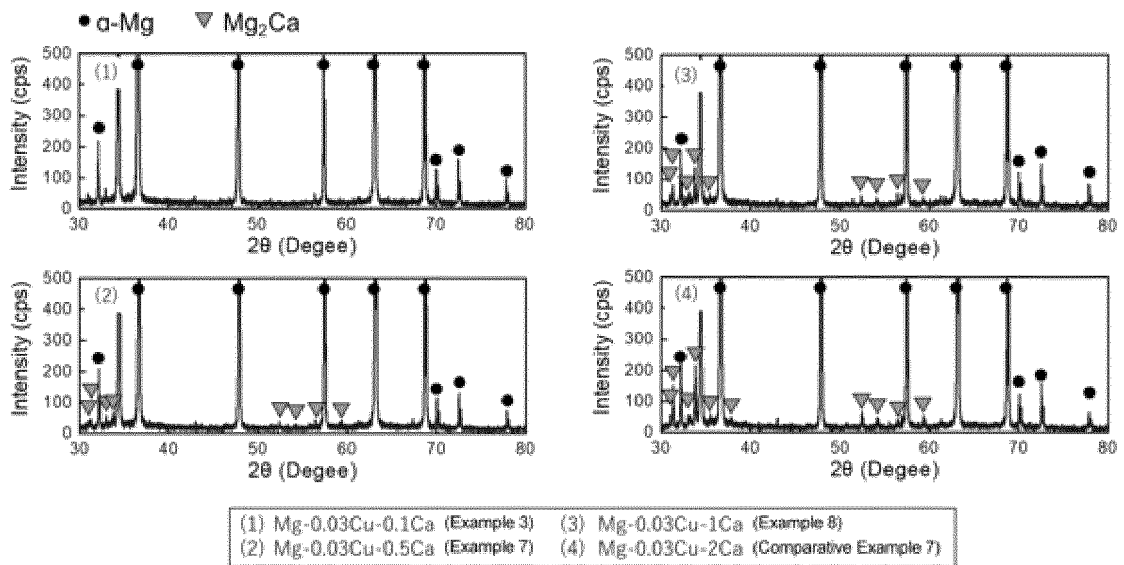 ● α-Mg ▼ Mg₂Ca
500
400
300
200
100
0
Intensity (cps)
(1)
30 40 50 60 70 80
2θ (Degee)
500
400
300
200
100
0
Intensity (cps)
(3)
30 40 50 60 70 80
2θ (Degee)
500
400
300
200
100
0
Intensity (cps)
(2)
30 40 50 60 70 80
2θ (Degee)
500
400
300
200
100
0
Intensity (cps)
(4)
30 40 50 60 70 80
2θ (Degee)
(1) Mg-0.03Cu-0.1Ca (Example 3) (3) Mg-0.03Cu-1Ca (Example 8)
(2) Mg-0.03Cu-0.5Ca (Example 7) (4) Mg-0.03Cu-2Ca (Comparative Example 7)